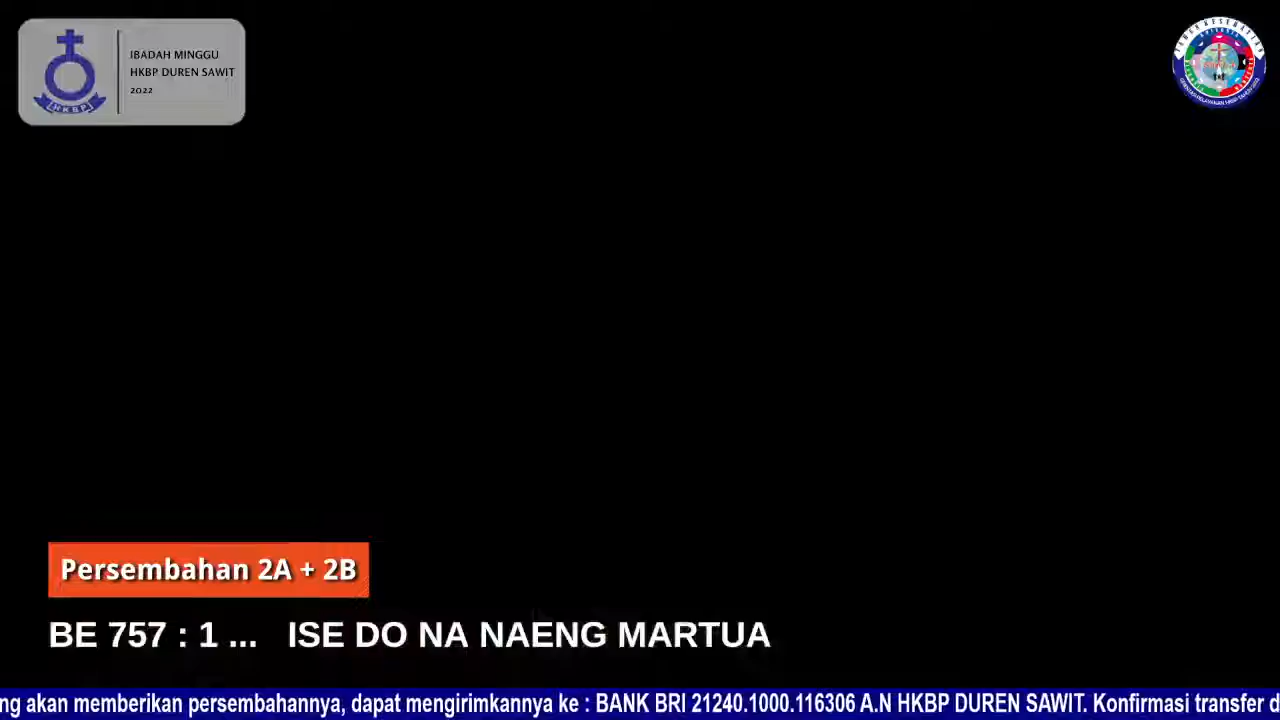 IBADAH MINGGU
HKBP DUREN SAWIT
2022
HKBP
Persembahan 2A + 2B
BE 757 : 1 ... ISE DO NA NAENG MARTUA
ng akan memberikan persembahannya, dapat mengirimkannya ke : BANK BRI 21240.1000.116306 A.N HKBP DUREN SAWIT. Konfirmasi transfer d